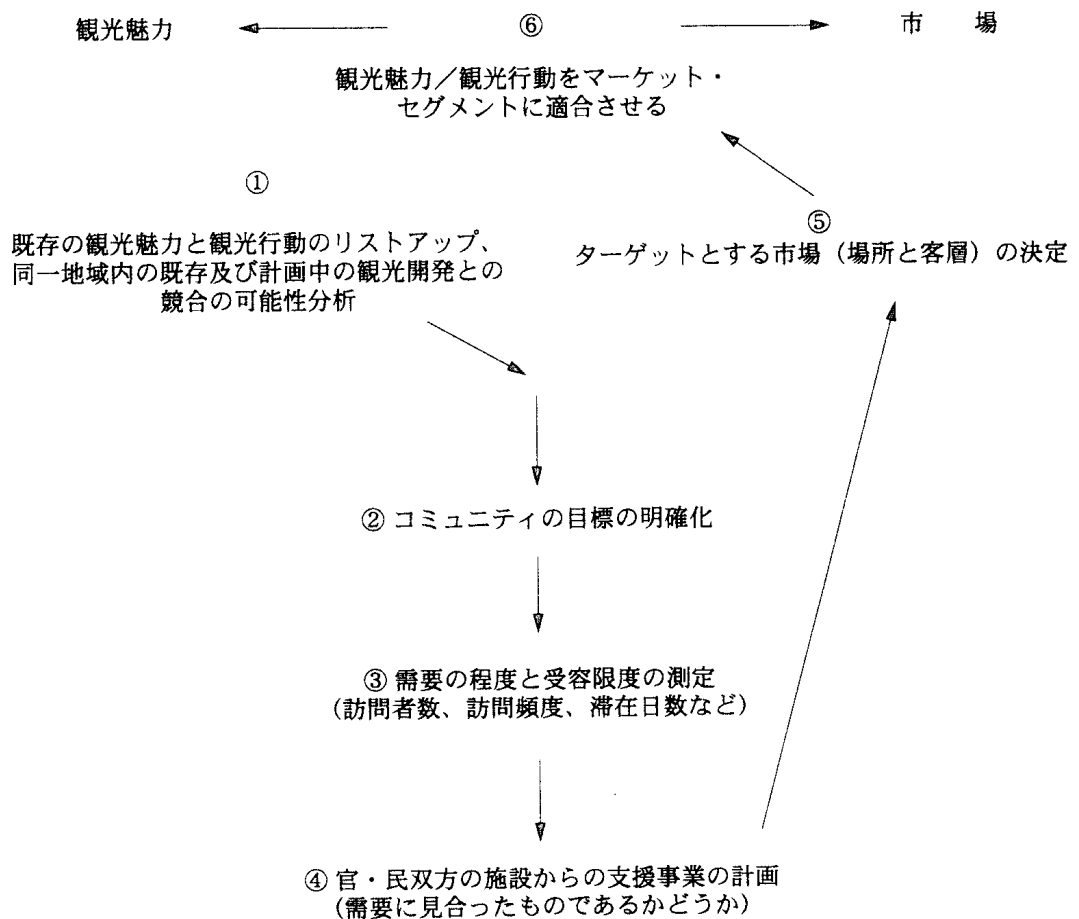 観光魅力 ⑥ 市 場
観光魅力／観光行動をマーケット・
セグメントに適合させる
①
既存の観光魅力と観光行動のリストアップ、
同一地域内の既存及び計画中の観光開発との
競合の可能性分析
⑤
ターゲットとする市場（場所と客層）の決定
② コミュニティの目標の明確化
③ 需要の程度と受容限度の測定
（訪問者数、訪問頻度、滞在日数など）
④ 官・民双方の施設からの支援事業の計画
（需要に見合ったものであるかどうか）